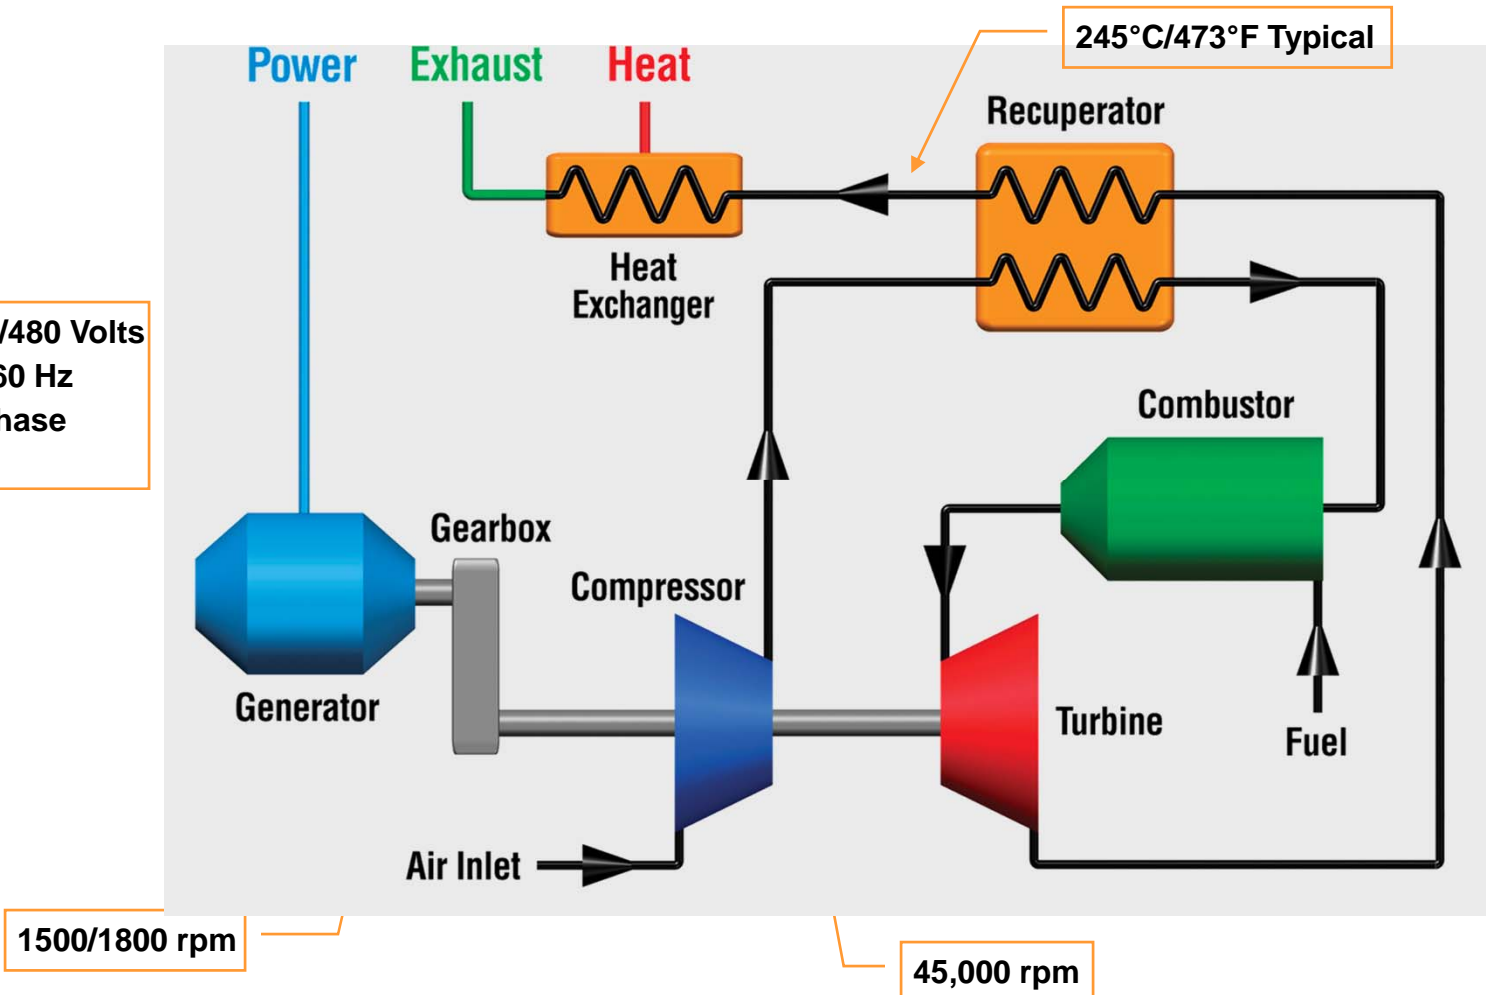 245°C/473°F Typical
Power
Exhaust
Heat
Recuperator
Heat
Exchanger
/480 Volts
60 Hz
Combustor
Gearbox
Compressor
Generator
Turbine
Fuel
Air Inlet
1500/1800 rpm
45,000 rpm